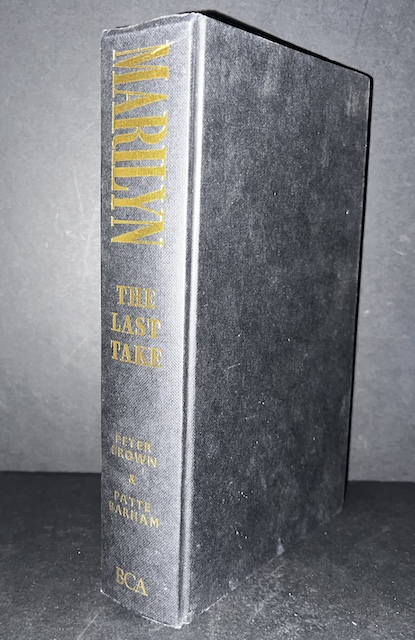 MARILYN
THE
LAST
TAKE
PETER
BROWN
&
PATTE
BARHAM
BCA